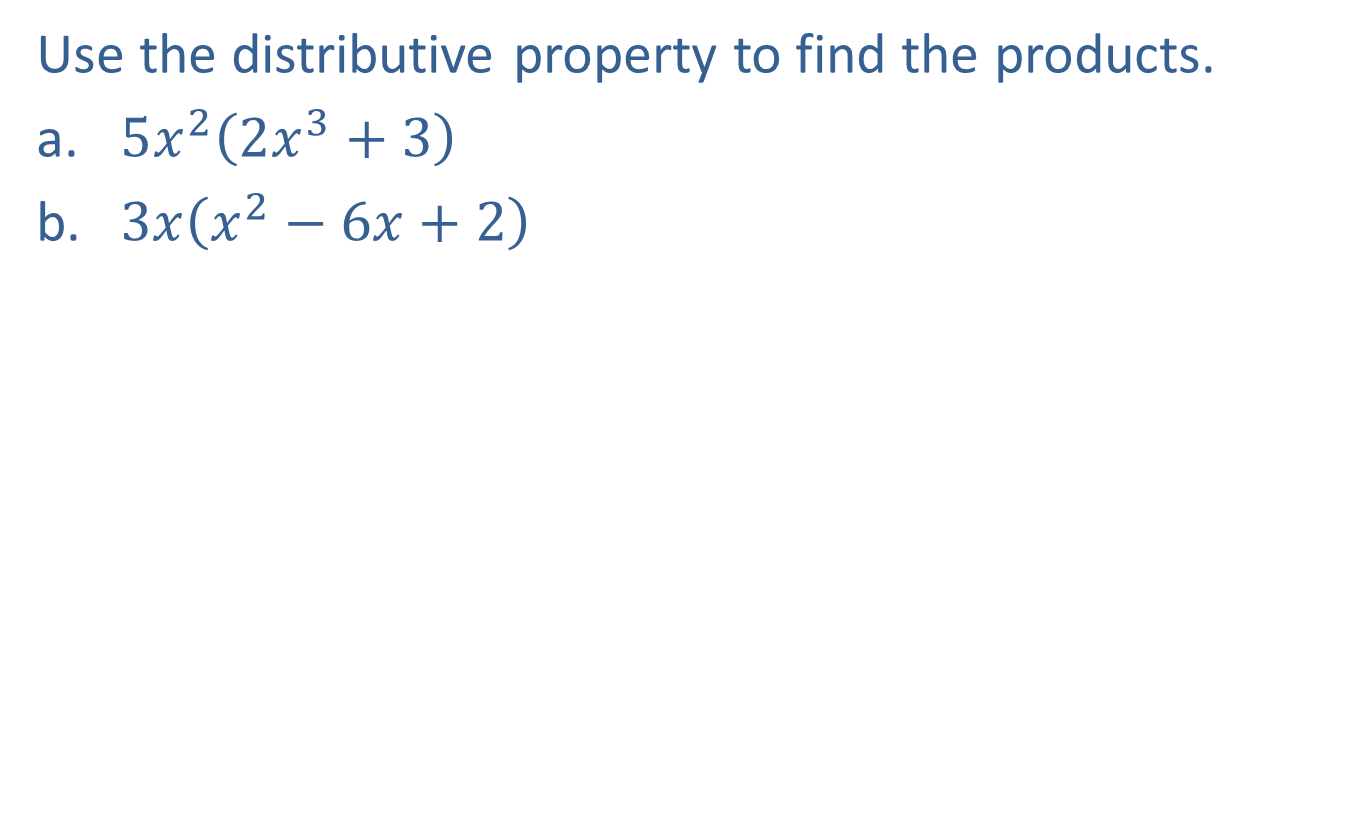 Use the distributive property to find the products.
a. 5x²(2x³ + 3)
b. 3x(x² − 6x + 2)